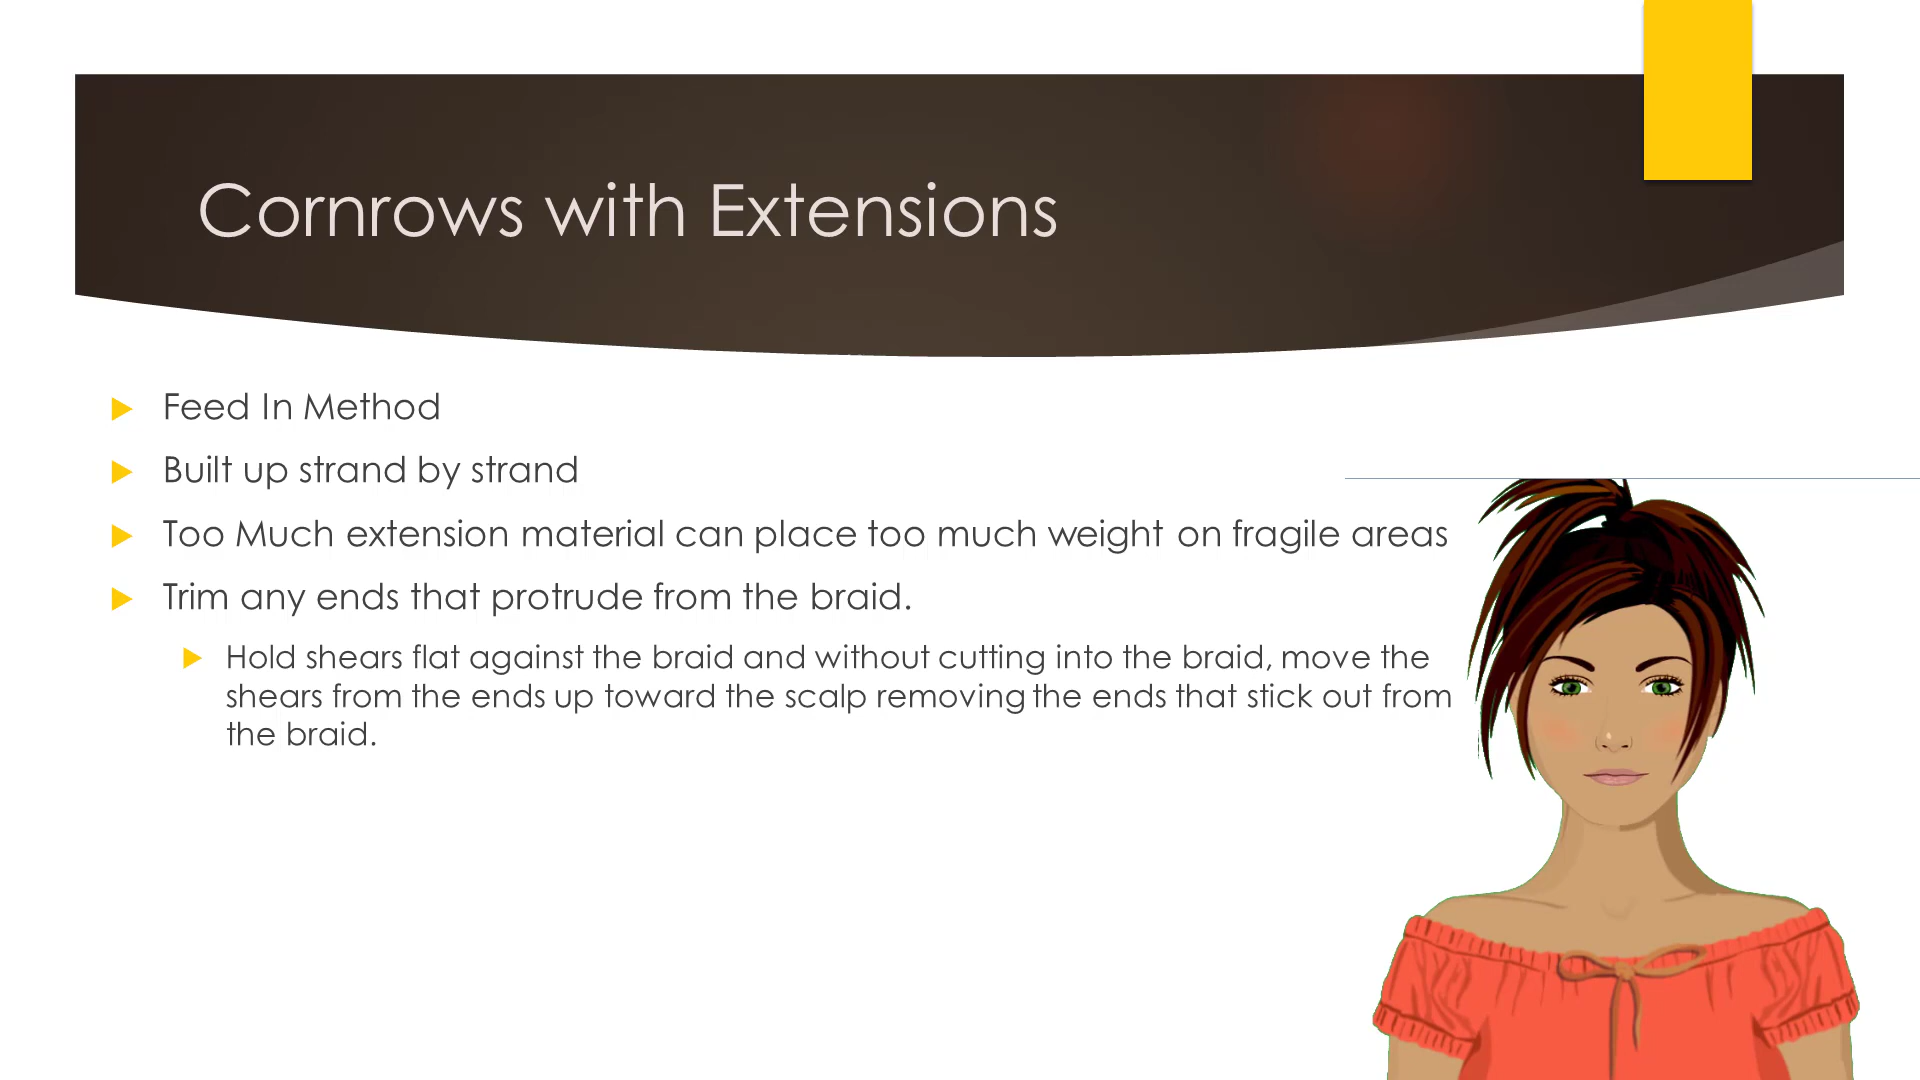 Cornrows with Extensions
Feed In Method
Built up strand by strand
Too Much extension material can place too much weight on fragile areas
Trim any ends that protrude from the braid.
Hold shears flat against the braid and without cutting into the braid, move the
shears from the ends up toward the scalp removing the ends that stick out from
the braid.